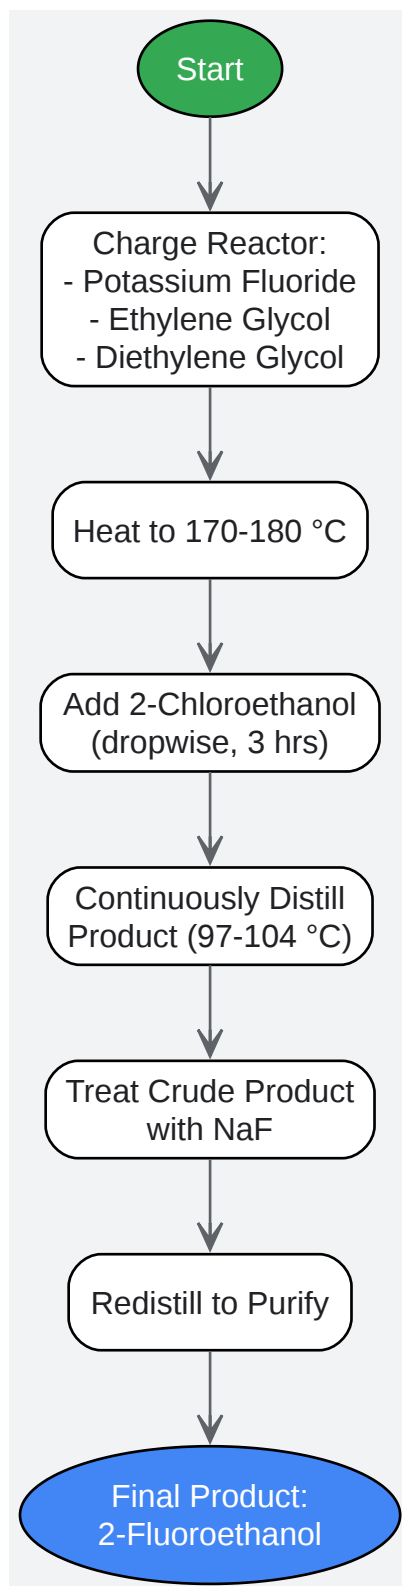 Start
Charge Reactor:
- Potassium Fluoride
- Ethylene Glycol
- Diethylene Glycol
Heat to 170-180 °C
Add 2-Chloroethanol
(dropwise, 3 hrs)
Continuously Distill
Product (97-104 °C)
Treat Crude Product
with NaF
Redistill to Purify
Final Product:
2-Fluoroethanol